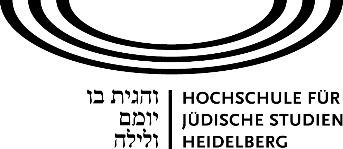 והגית בו
יומם
ולילה
HOCHSCHULE FÜR
JÜDISCHE STUDIEN
HEIDELBERG